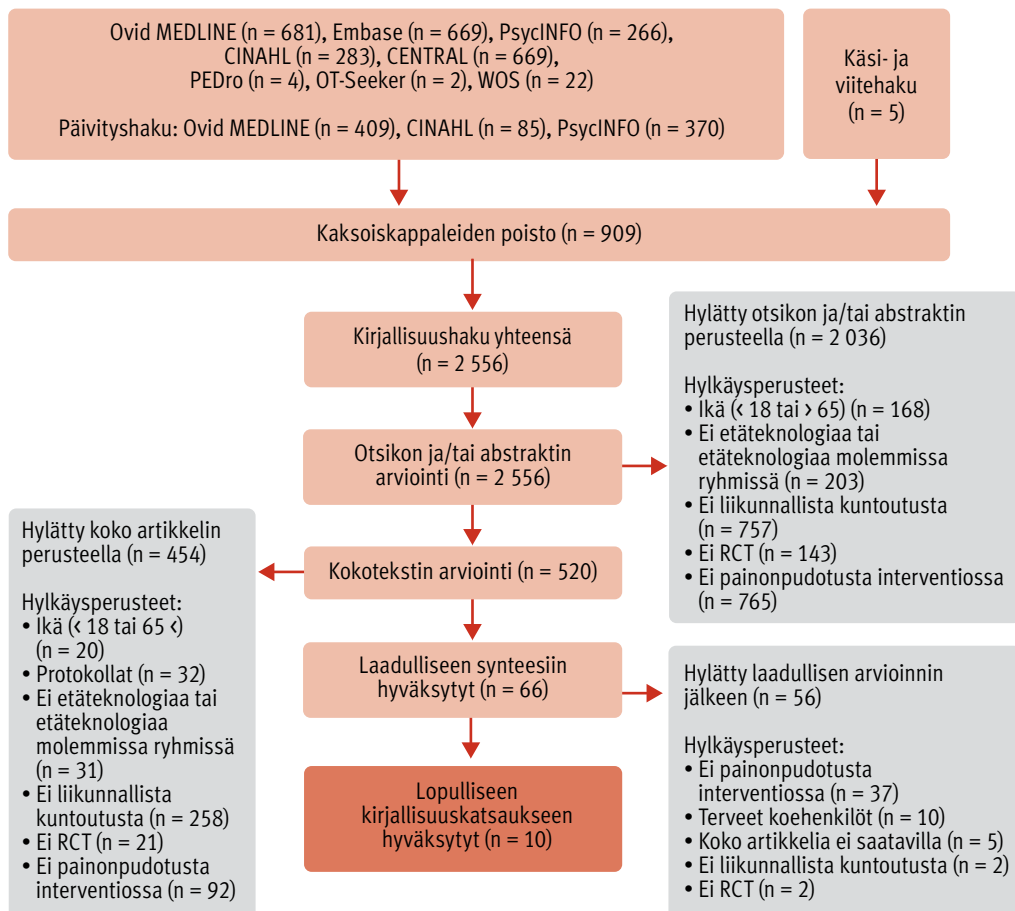 Ovid MEDLINE (n = 681), Embase (n = 669), PsycINFO (n = 266),
CINAHL (n = 283), CENTRAL (n = 669),
PEDro (n = 4), OT-Seeker (n = 2), WOS (n = 22)
Päivityshaku: Ovid MEDLINE (n = 409), CINAHL (n = 85), PsycINFO (n = 370)
Käsi- ja
viitehaku
(n = 5)
Kaksoiskappaleiden poisto (n = 909)
Kirjallisuushaku yhteensä
(n = 2 556)
Otsikon ja/tai abstraktin
arviointi (n = 2 556)
Hylätty otsikon ja/tai abstraktin
perusteella (n = 2 036)
Hylkäysperusteet:
• Ikä (< 18 tai > 65) (n = 168)
• Ei etäteknologiaa tai
etäteknologiaa molemmissa
ryhmissä (n = 203)
• Ei liikunnallista kuntoutusta
(n = 757)
• Ei RCT (n = 143)
• Ei painonpudotusta interventiossa
(n = 765)
Kokotekstin arviointi (n = 520)
Hylätty koko artikkelin
perusteella (n = 454)
Hylkäysperusteet:
• Ikä (< 18 tai 65 <)
(n = 20)
• Protokollat (n = 32)
• Ei etäteknologiaa tai
etäteknologiaa
molemmissa ryhmissä
(n = 31)
• Ei liikunnallista
kuntoutusta (n = 258)
• Ei RCT (n = 21)
• Ei painonpudotusta
interventiossa (n = 92)
Laadulliseen synteesiin
hyväksytyt (n = 66)
Hylätty laadullisen arvioinnin
jälkeen (n = 56)
Hylkäysperusteet:
• Ei painonpudotusta
interventiossa (n = 37)
• Terveet koehenkilöt (n = 10)
• Koko artikkelia ei saatavilla (n = 5)
• Ei liikunnallista kuntoutusta (n = 2)
• Ei RCT (n = 2)
Lopulliseen
kirjallisuuskatsaukseen
hyväksytyt (n = 10)